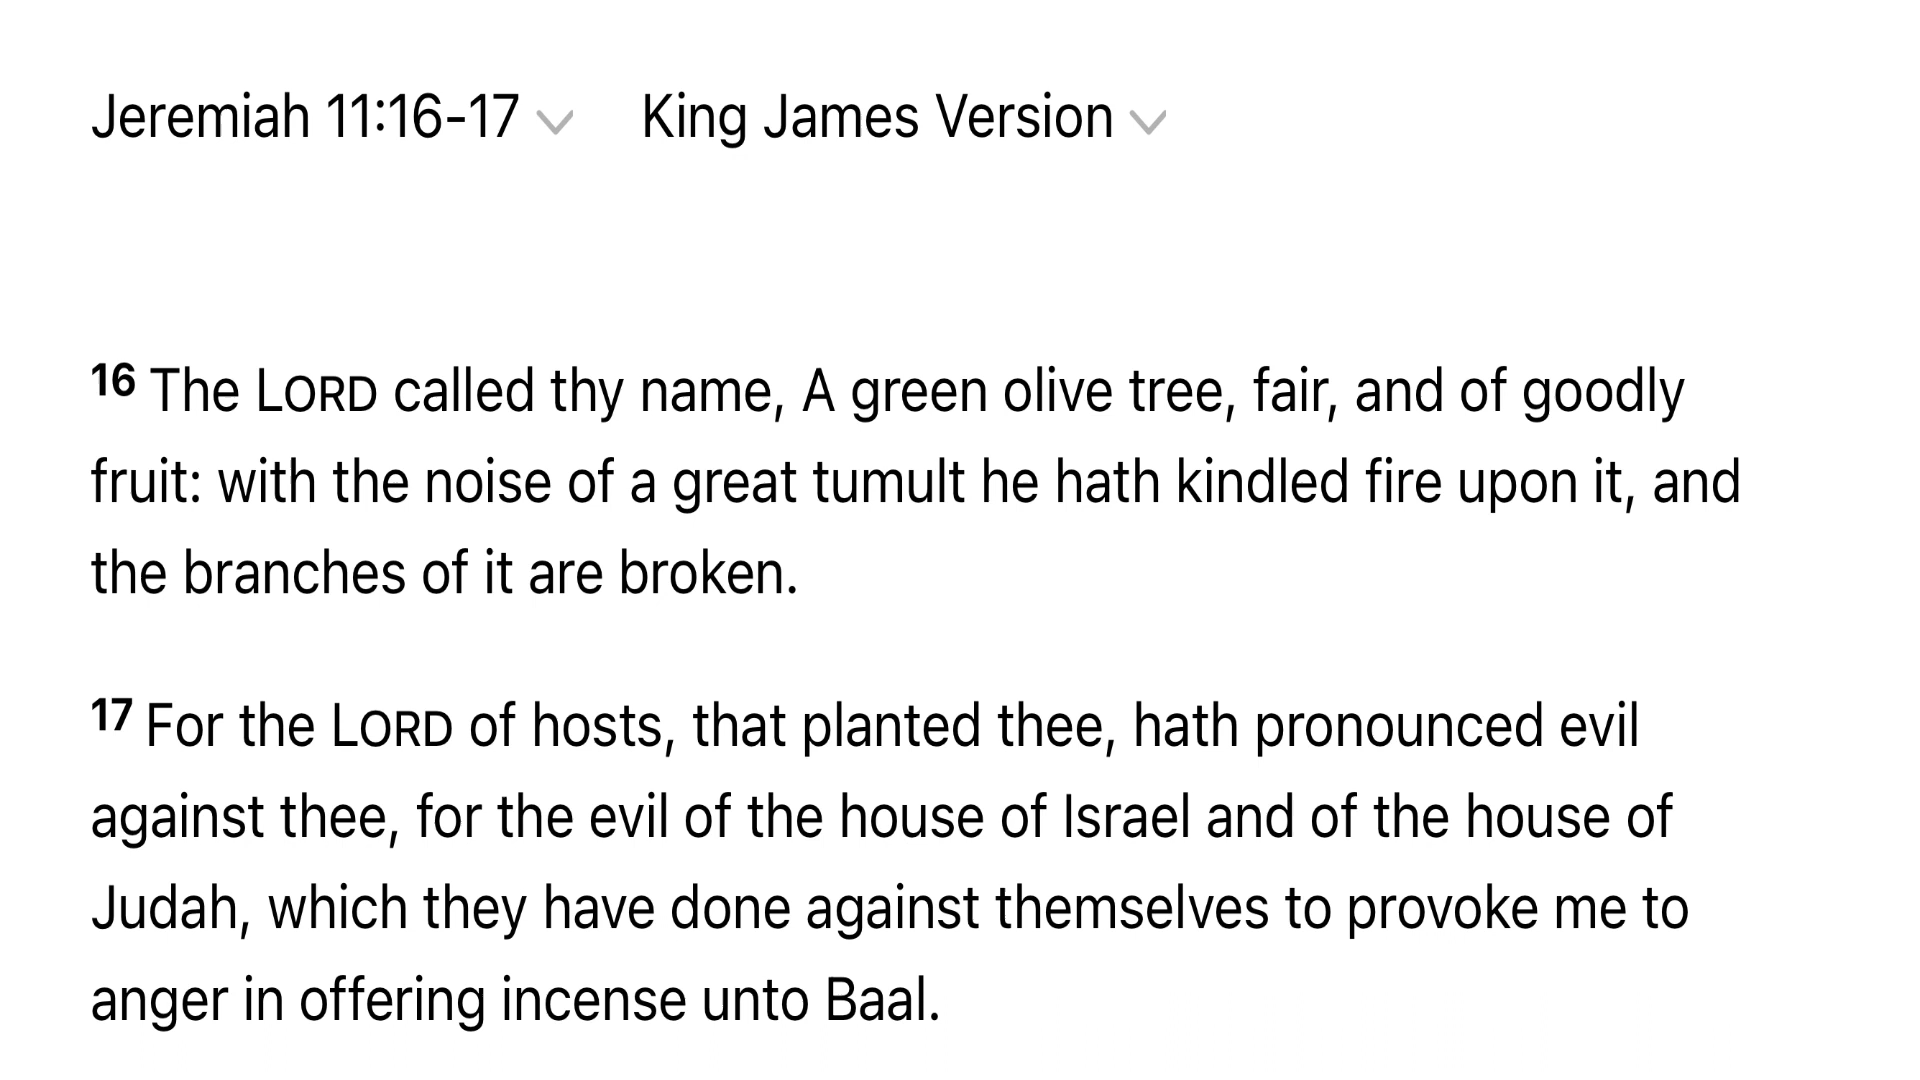 Jeremiah 11:16-17 King James Version
16 The LORD called thy name, A green olive tree, fair, and of goodly
fruit: with the noise of a great tumult he hath kindled fire upon it, and
the branches of it are broken.
17 For the LORD of hosts, that planted thee, hath pronounced evil
against thee, for the evil of the house of Israel and of the house of
Judah, which they have done against themselves to provoke me to
anger in offering incense unto Baal.